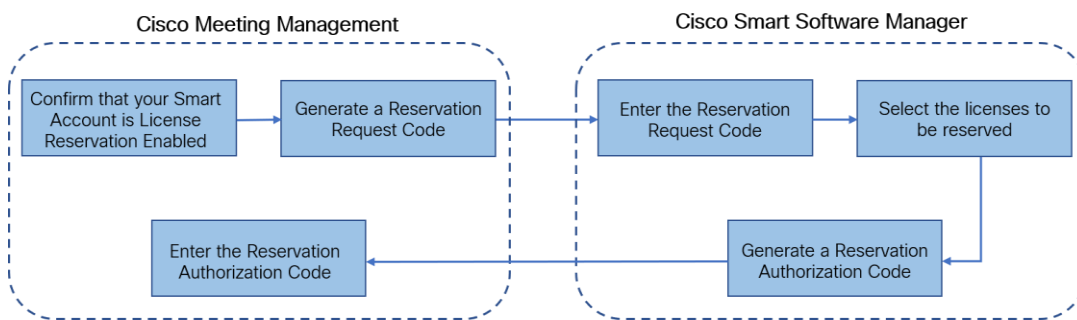 Cisco Meeting Management
Cisco Smart Software Manager
Confirm that your Smart
Account is License
Reservation Enabled
Generate a Reservation
Request Code
Enter the Reservation
Request Code
Select the licenses to
be reserved
Enter the Reservation
Authorization Code
Generate a Reservation
Authorization Code